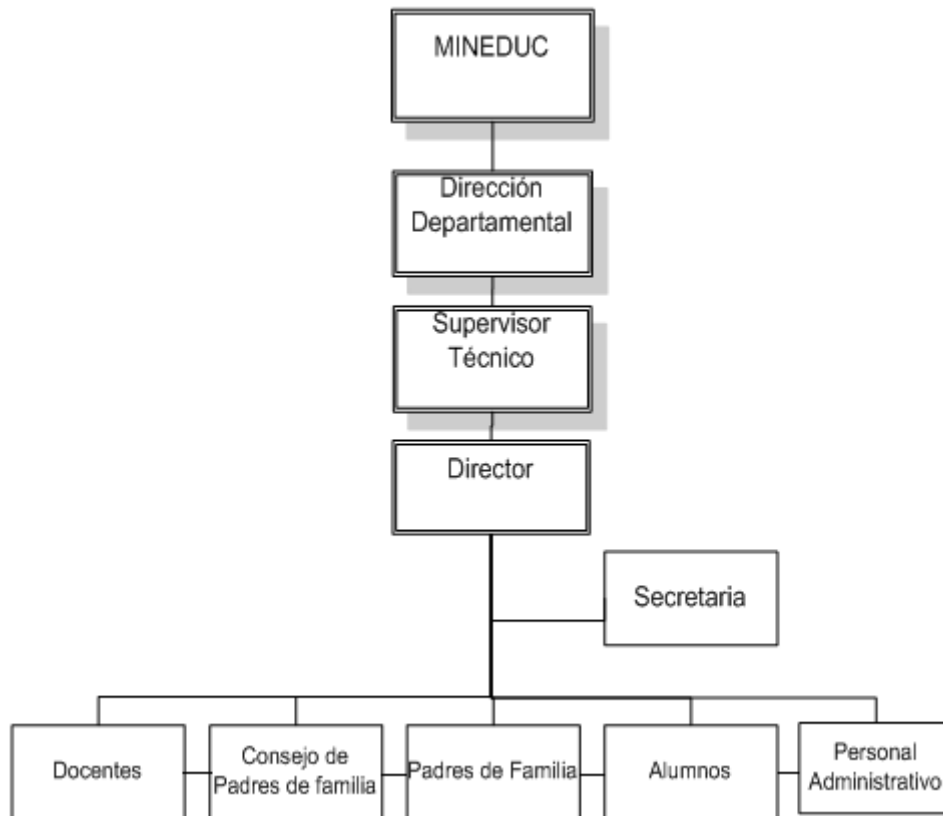 MINEDUC
Dirección
Departamental
Supervisor
Técnico
Director
Secretaria
Docentes
Consejo de
Padres de familia
Padres de Familia
Alumnos
Personal
Administrativo